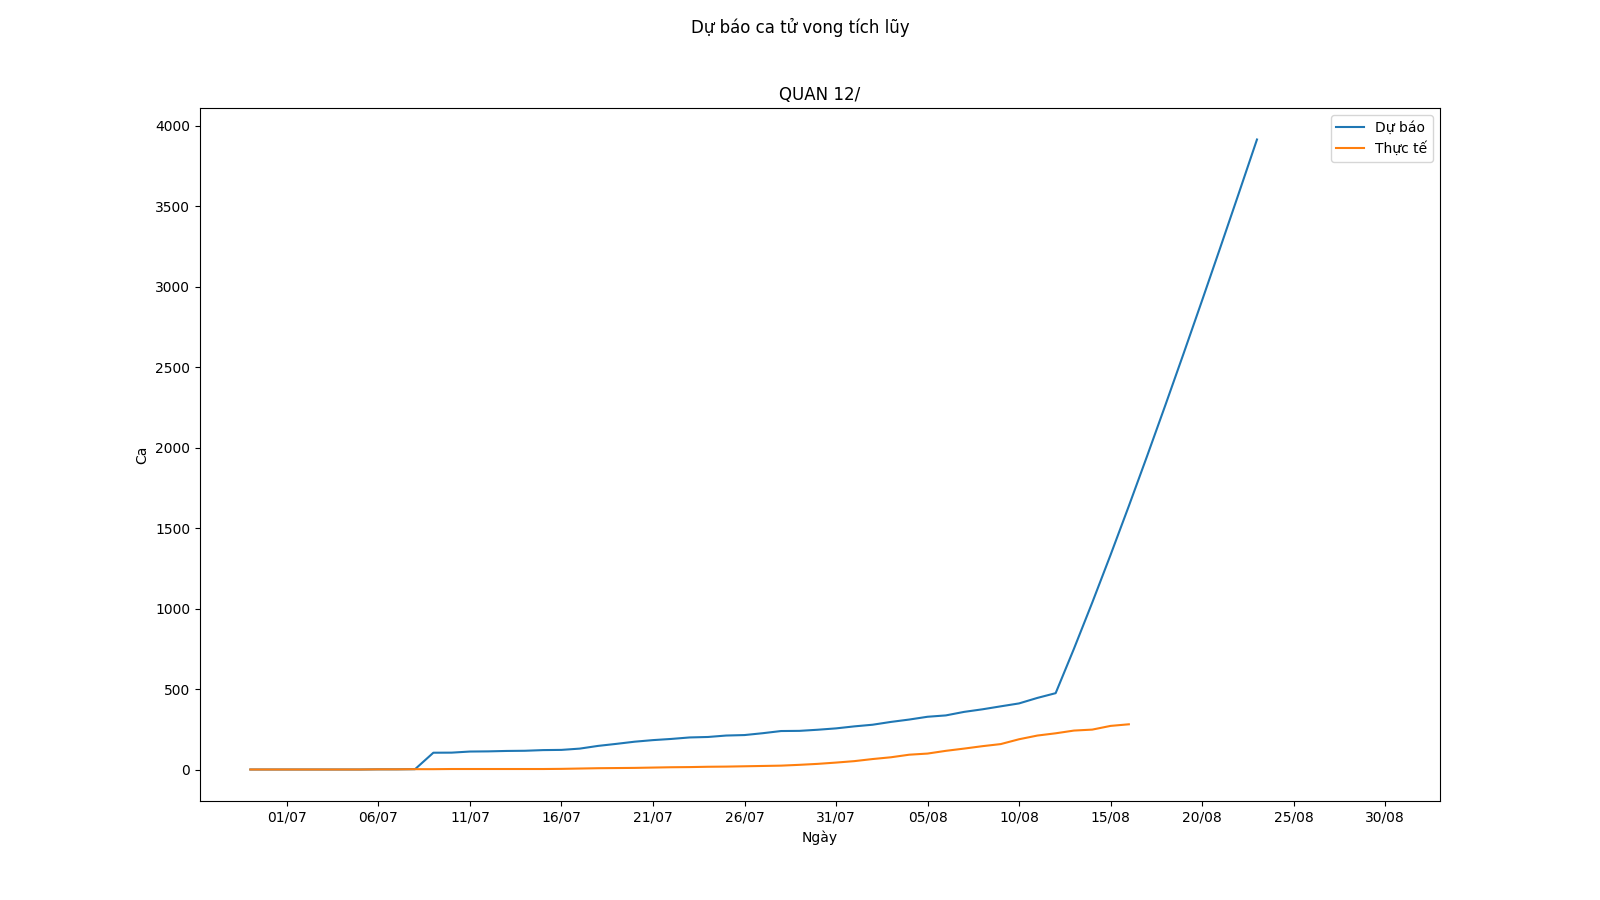 Dự báo ca tử vong tích lũy
QUAN 12/
Dự báo
Thực tế
4000
3500
3000
2500
2000
1500
1000
500
0
Ca
01/07 06/07 11/07 16/07 21/07 26/07 31/07 05/08 10/08 15/08 20/08 25/08 30/08
Ngày